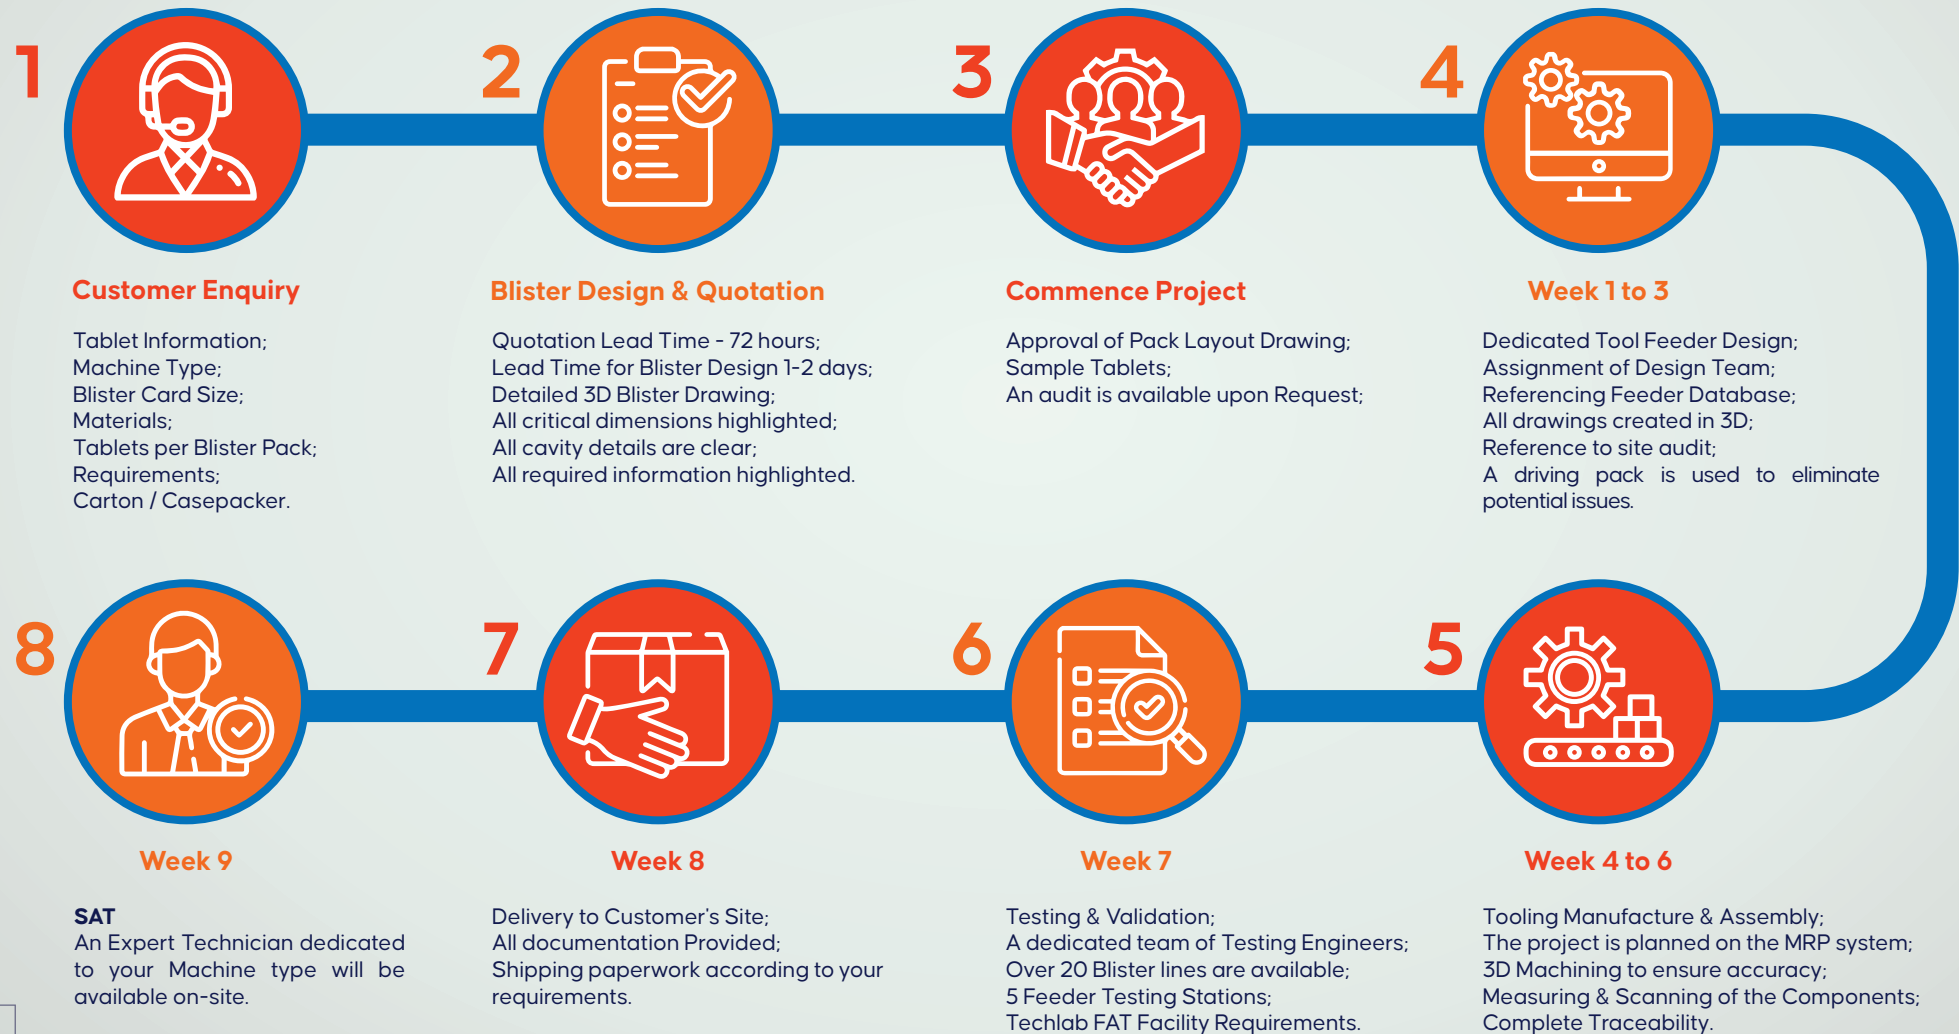 1
Customer Enquiry
Tablet Information;
Machine Type;
Blister Card Size;
Materials;
Tablets per Blister Pack;
Requirements;
Carton / Casepacker.
2
Blister Design & Quotation
Quotation Lead Time - 72 hours;
Lead Time for Blister Design 1-2 days;
Detailed 3D Blister Drawing;
All critical dimensions highlighted;
All cavity details are clear;
All required information highlighted.
3
Commence Project
Approval of Pack Layout Drawing;
Sample Tablets;
An audit is available upon Request;
4
Week 1 to 3
Dedicated Tool Feeder Design;
Assignment of Design Team;
Referencing Feeder Database;
All drawings created in 3D;
Reference to site audit;
A driving pack is used to eliminate
potential issues.
5
Week 4 to 6
Tooling Manufacture & Assembly;
The project is planned on the MRP system;
3D Machining to ensure accuracy;
Measuring & Scanning of the Components;
Complete Traceability.
6
Week 7
Testing & Validation;
A dedicated team of Testing Engineers;
Over 20 Blister lines are available;
5 Feeder Testing Stations;
Techlab FAT Facility Requirements.
7
Week 8
Delivery to Customer's Site;
All documentation Provided;
Shipping paperwork according to your
requirements.
8
Week 9
SAT
An Expert Technician dedicated
to your Machine type will be
available on-site.